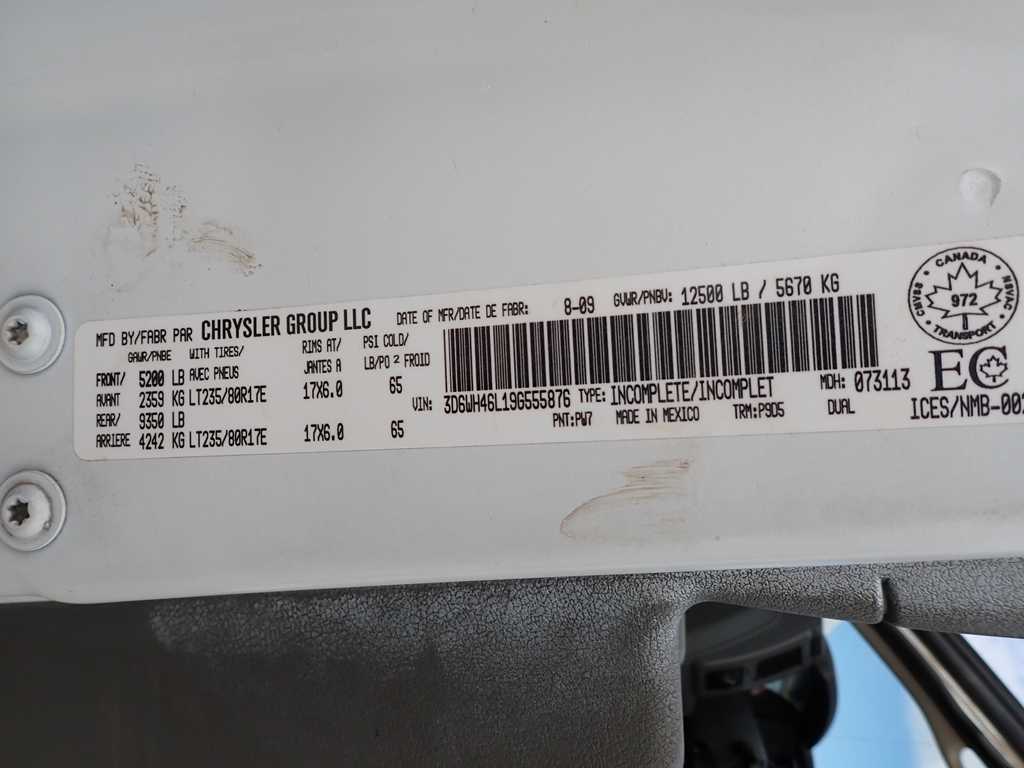 MFD BY/FABR PAR CHRYSLER GROUP LLC DATE OF MFR/DATE DE FABR: 8-09 GVWR/PNBV: 12500 LB / 5670 KG
GAWR/PNBE WITH TIRES/ RIMS AT/ PSI COLD/
AVEC PNEUS JANTES A LB/PO² FROID
FRONT/ 5200 LB
AVANT 2359 KG LT235/80R17E 17X6.0 65
REAR/ 9350 LB
ARRIERE 4242 KG LT235/80R17E 17X6.0 65
VIN: 3D6WH46L19G555876 TYPE: INCOMPLETE/INCOMPLET MDH: 073113
PNT:PW7 MADE IN MEXICO TRM:P9D5 DUAL
CANADA
972
TRANSPORT
CMVSS
NSVAC
EC
ICES/NMB-002